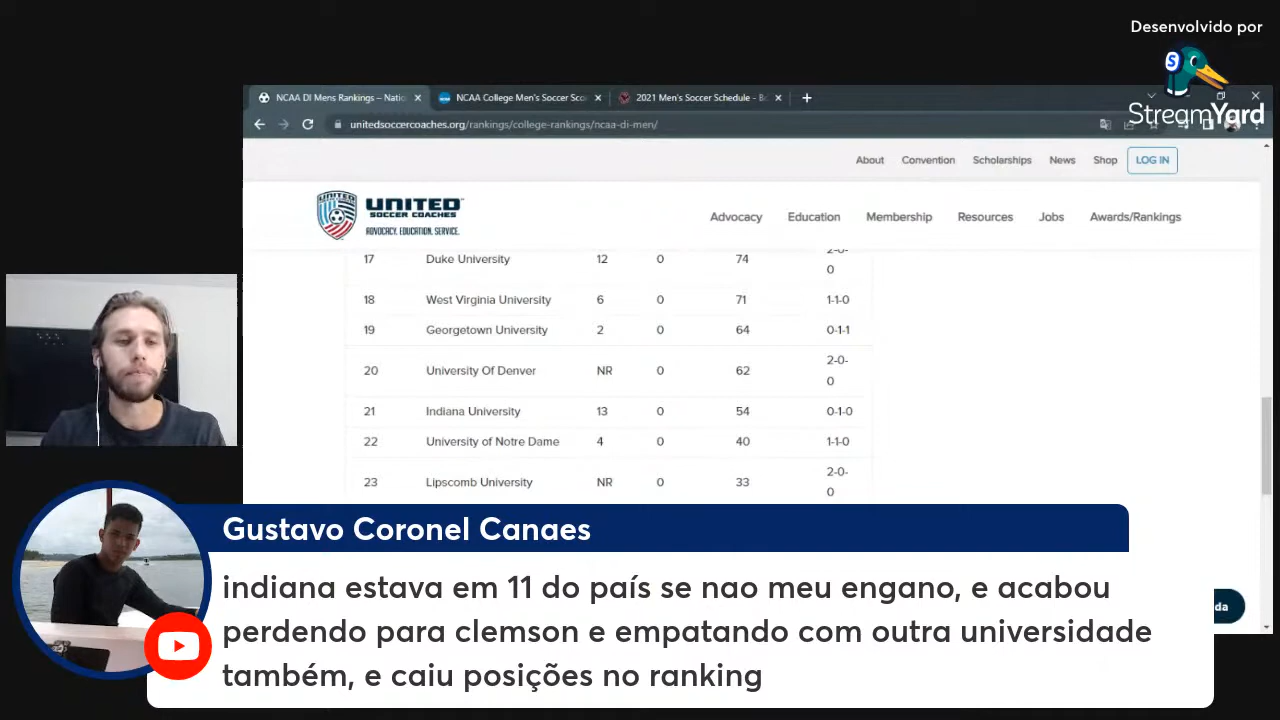 Desenvolvido por
StreamYard
NCAA DI Mens Rankings – Natio
NCAA College Men's Soccer Sco
2021 Men's Soccer Schedule - Bo
unitedsoccercoaches.org/rankings/college-rankings/ncaa-di-men/
About Convention Scholarships News Shop LOG IN
UNITED
UNITED
SOCCER COACHES
ADVOCACY. EDUCATION. SERVICE.
Advocacy Education Membership Resources Jobs Awards/Rankings
17 Duke University 12 0 74 2-0-
0
18 West Virginia University 6 0 71 1-1-0
19 Georgetown University 2 0 64 0-1-1
20 University Of Denver NR 0 62 2-0-
0
21 Indiana University 13 0 54 0-1-0
22 University of Notre Dame 4 0 40 1-1-0
23 Lipscomb University NR 0 33 2-0-
0
da
Gustavo Coronel Canaes
indiana estava em 11 do país se nao meu engano, e acabou
perdendo para clemson e empatando com outra universidade
também, e caiu posições no ranking